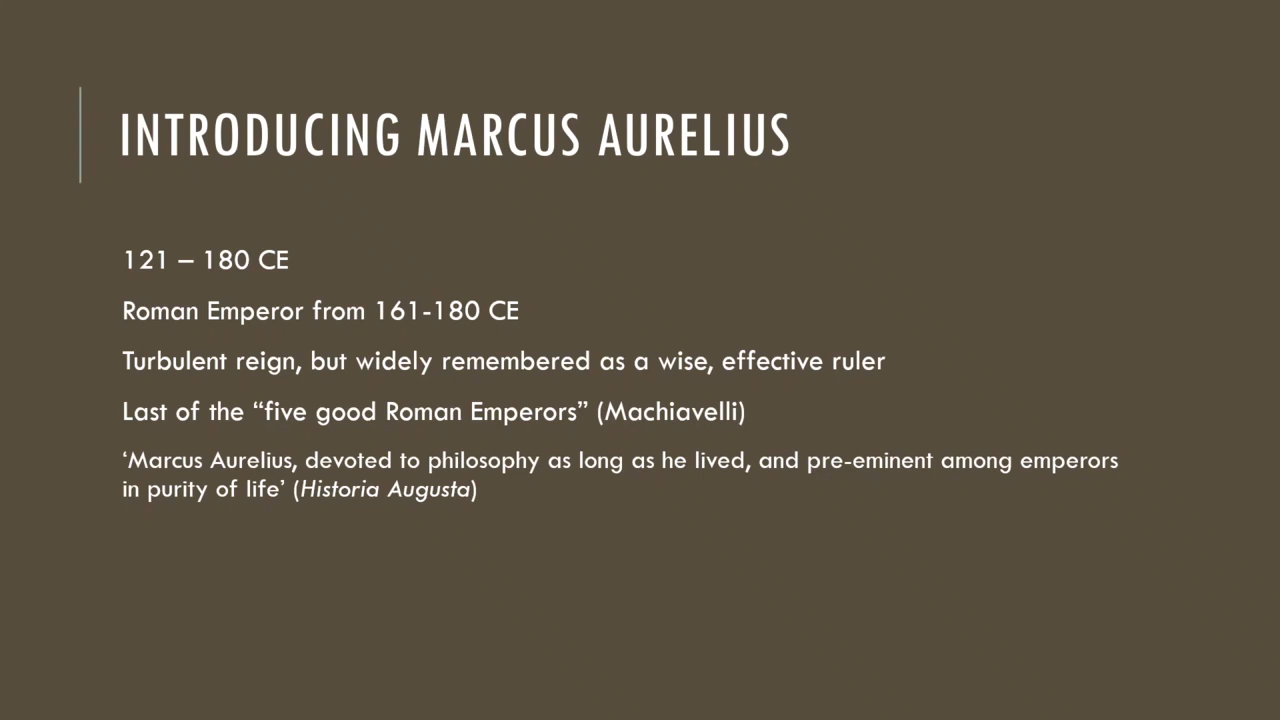 INTRODUCING MARCUS AURELIUS
121 – 180 CE
Roman Emperor from 161-180 CE
Turbulent reign, but widely remembered as a wise, effective ruler
Last of the “five good Roman Emperors” (Machiavelli)
‘Marcus Aurelius, devoted to philosophy as long as he lived, and pre-eminent among emperors
in purity of life’ (Historia Augusta)